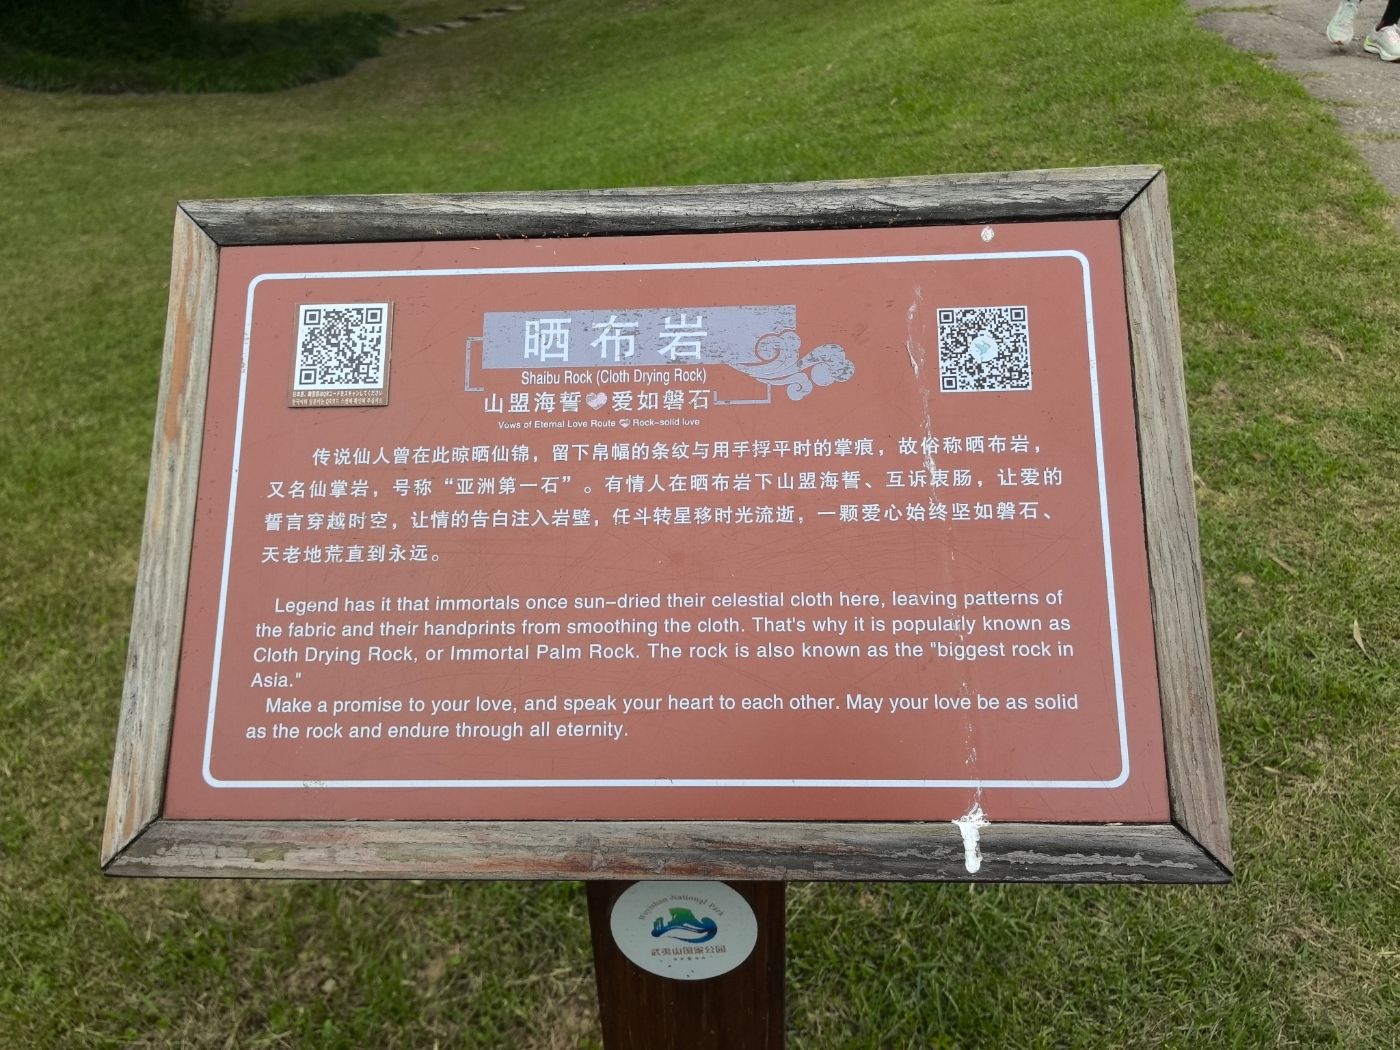 晒布岩
Shaibu Rock (Cloth Drying Rock)
山盟海誓 爱如磐石
Vows of Eternal Love Route Rock-solid love
传说仙人曾在此晾晒仙锦，留下帛幅的条纹与用手捋平时的掌痕，故俗称晒布岩，
又名仙掌岩，号称“亚洲第一石”。有情人在晒布岩下山盟海誓、互诉衷肠，让爱的
誓言穿越时空，让情的告白注入岩壁，任斗转星移时光流逝，一颗爱心始终坚如磐石、
天老地荒直到永远。
Legend has it that immortals once sun-dried their celestial cloth here, leaving patterns of
the fabric and their handprints from smoothing the cloth. That's why it is popularly known as
Cloth Drying Rock, or Immortal Palm Rock. The rock is also known as the "biggest rock in
Asia."
Make a promise to your love, and speak your heart to each other. May your love be as solid
as the rock and endure through all eternity.
武夷山国家公园